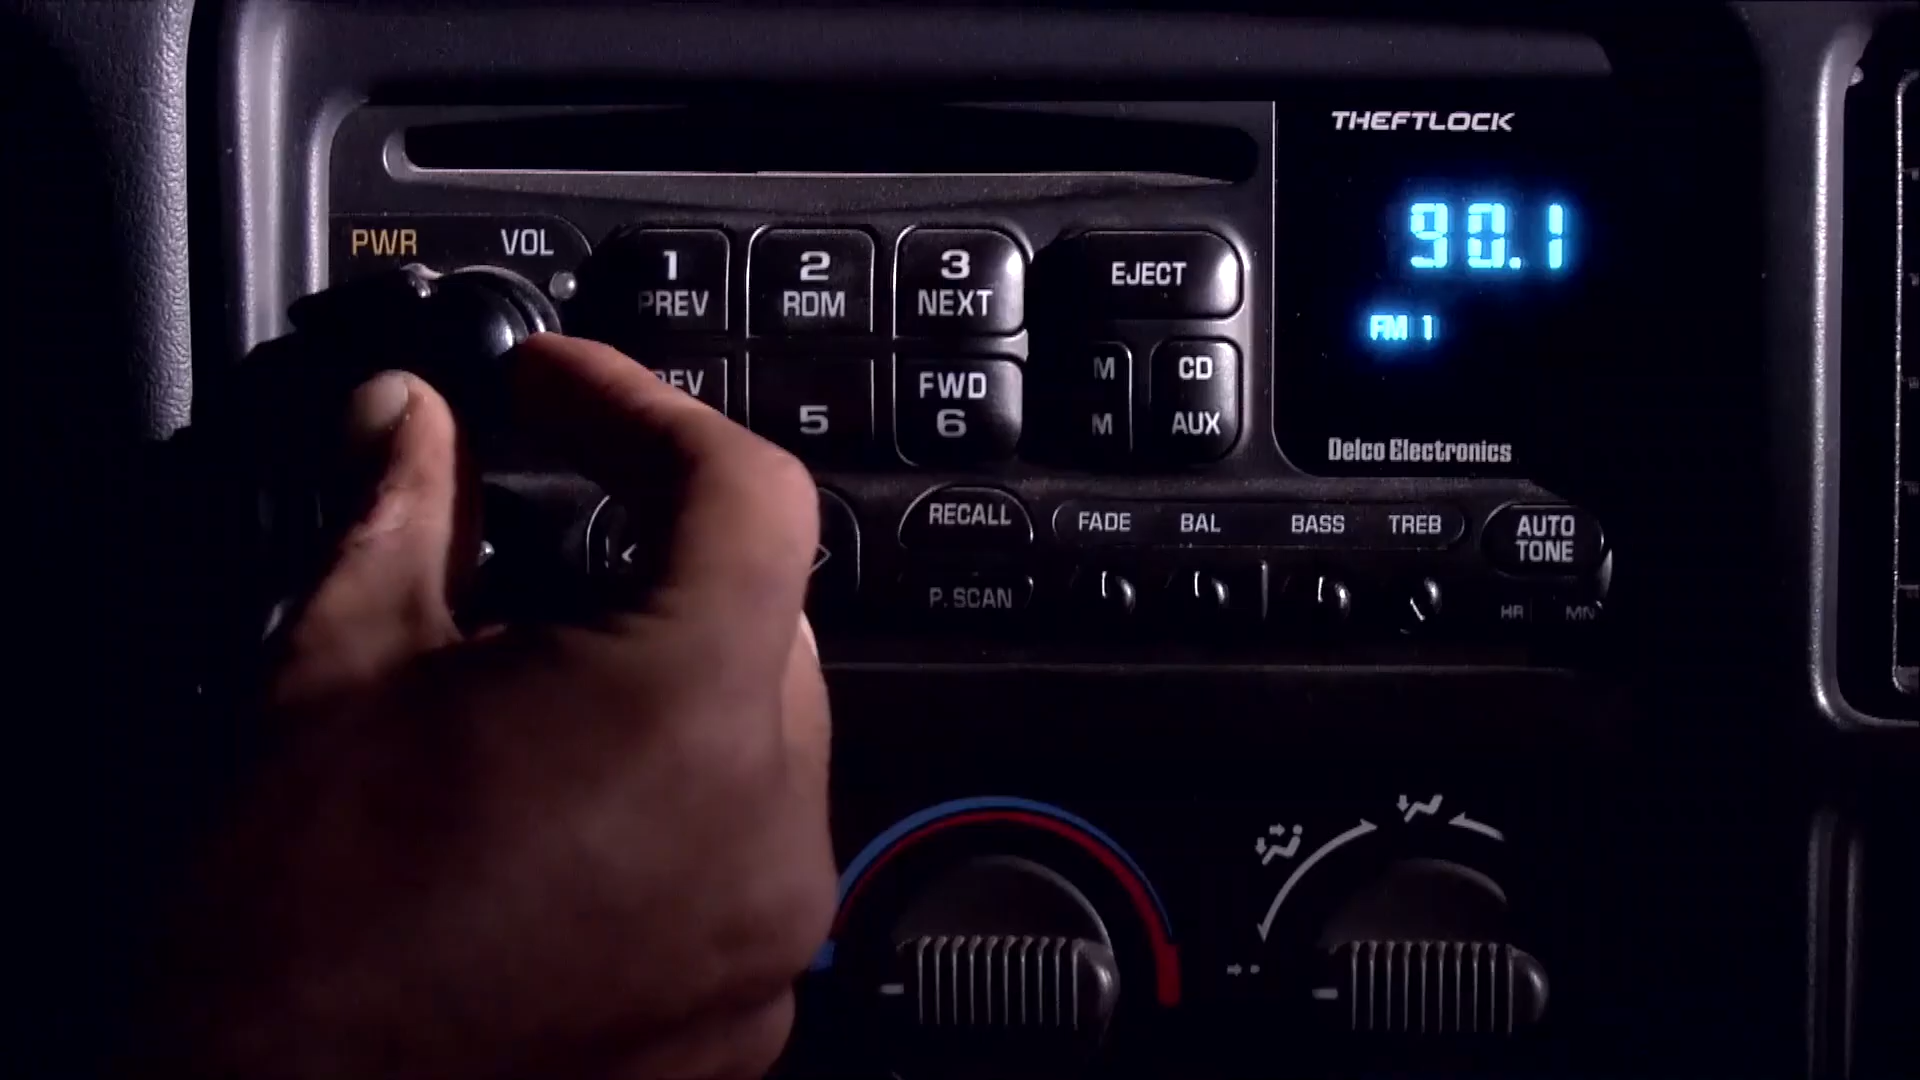 THEFTLOCK
90.1
FM 1
PWR VOL
1 PREV
2 RDM
3 NEXT
EJECT
5
FWD 6
M
M
CD
AUX
Delco Electronics
RECALL
P.SCAN
FADE BAL BASS TREB
AUTO TONE
HR MN